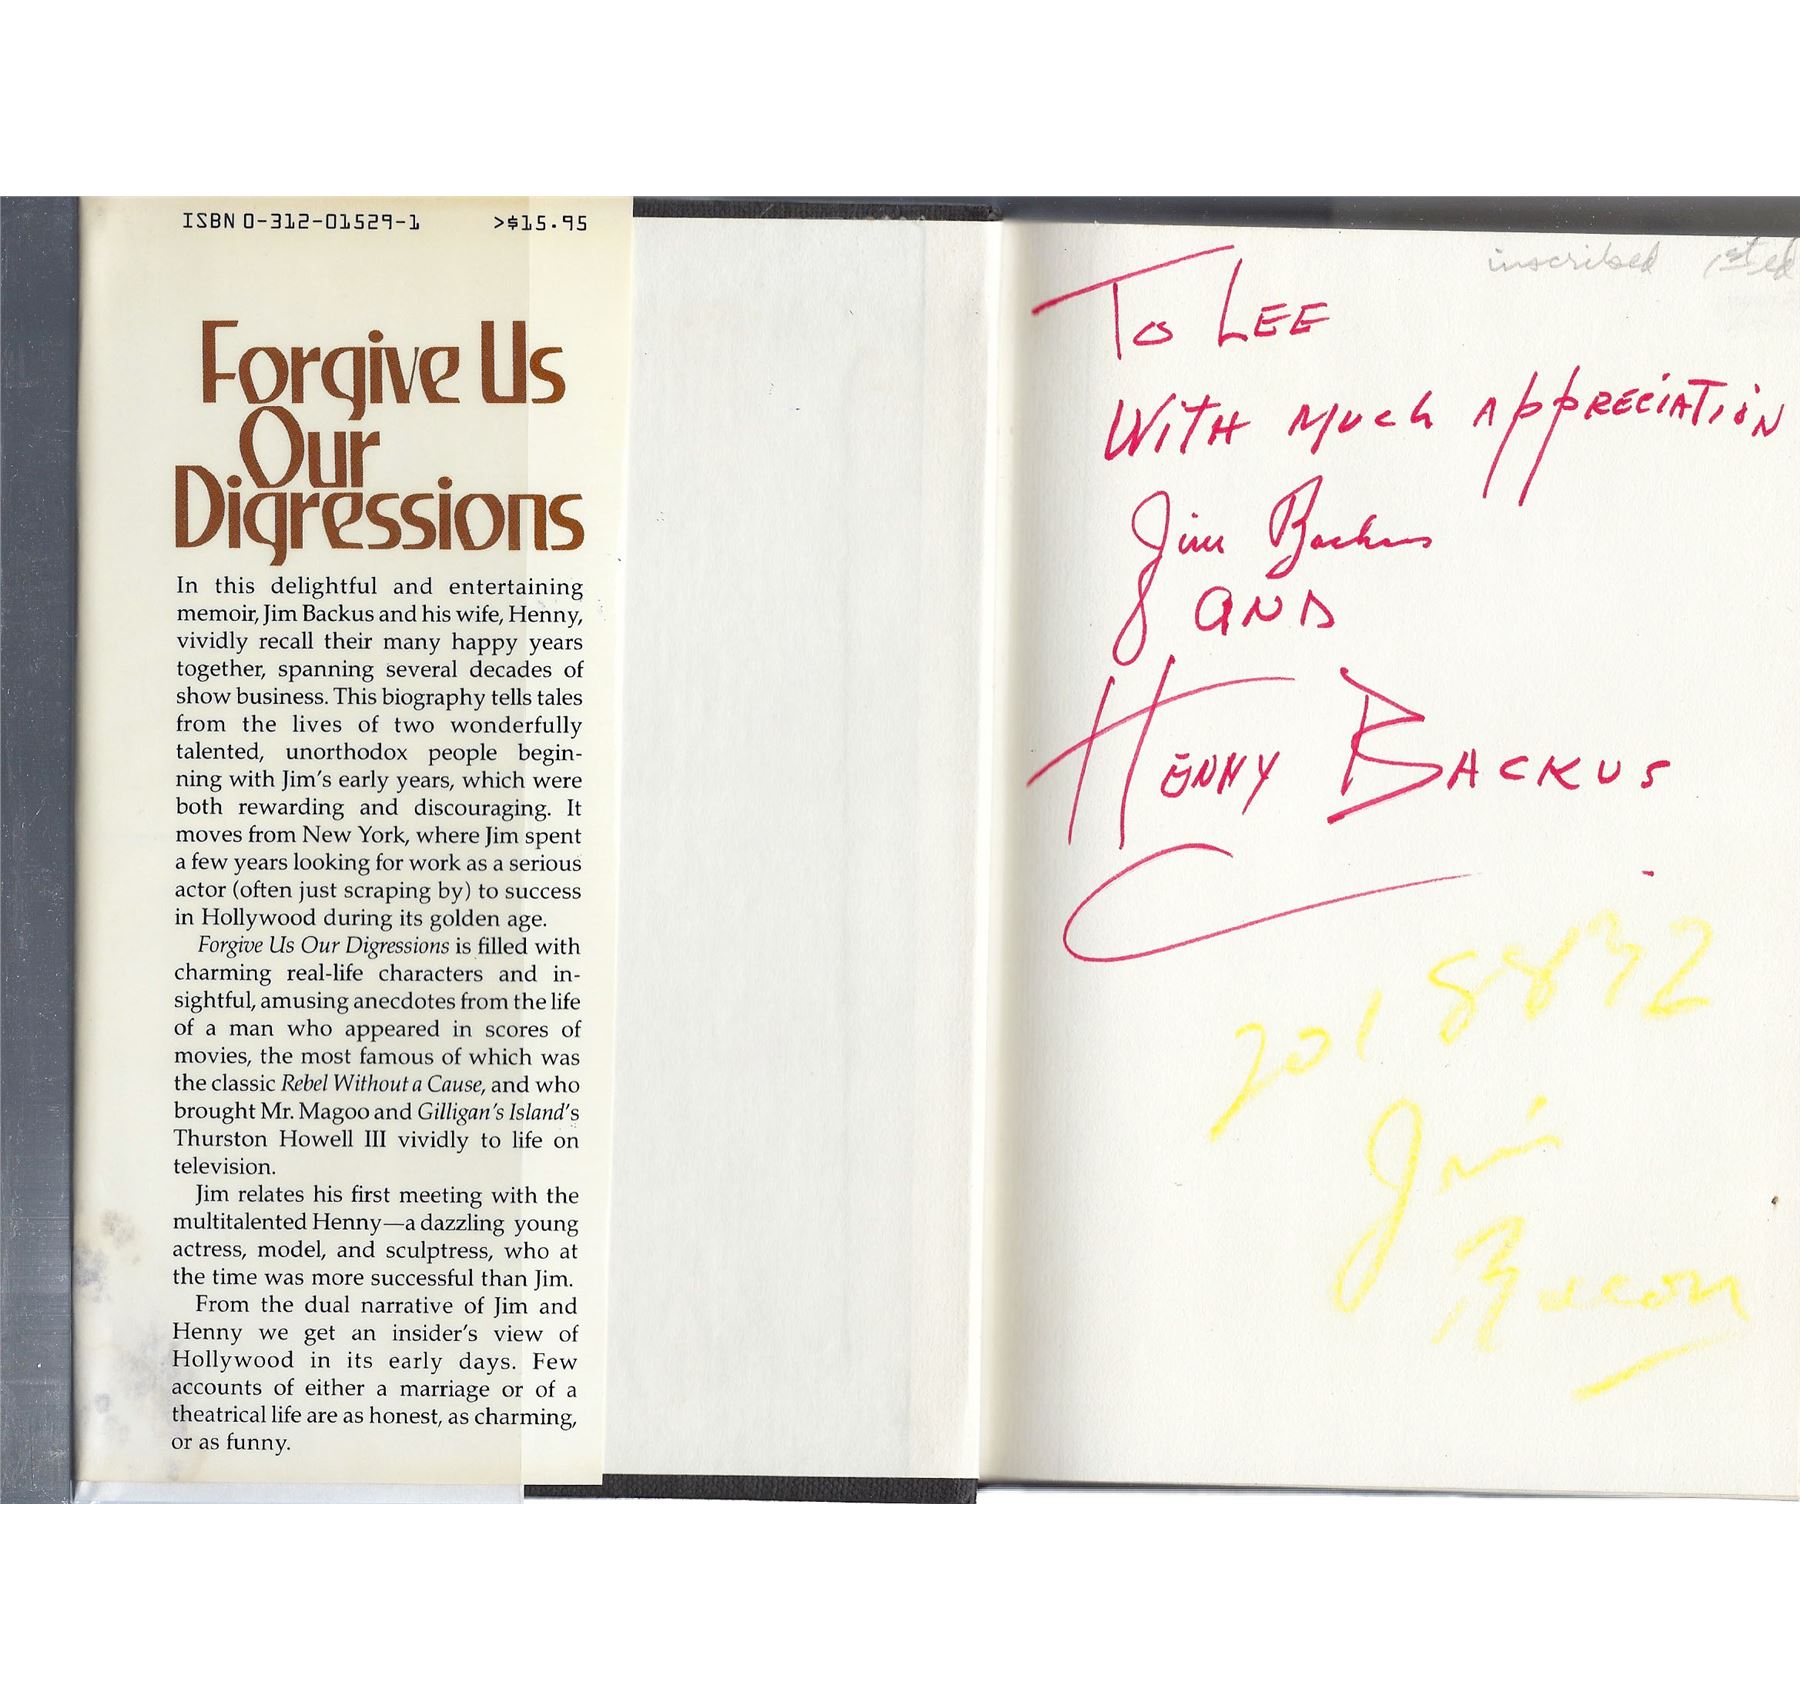 ISBN 0-312-01529-1 >$15.95
Forgive Us
Our
Digressions
In this delightful and entertaining
memoir, Jim Backus and his wife, Henny,
vividly recall their many happy years
together, spanning several decades of
show business. This biography tells tales
from the lives of two wonderfully
talented, unorthodox people begin-
ning with Jim's early years, which were
both rewarding and discouraging. It
moves from New York, where Jim spent
a few years looking for work as a serious
actor (often just scraping by) to success
in Hollywood during its golden age.
Forgive Us Our Digressions is filled with
charming real-life characters and in-
sightful, amusing anecdotes from the life
of a man who appeared in scores of
movies, the most famous of which was
the classic Rebel Without a Cause, and who
brought Mr. Magoo and Gilligan's Island's
Thurston Howell III vividly to life on
television.
Jim relates his first meeting with the
multitalented Henny—a dazzling young
actress, model, and sculptress, who at
the time was more successful than Jim.
From the dual narrative of Jim and
Henny we get an insider's view of
Hollywood in its early days. Few
accounts of either a marriage or of a
theatrical life are as honest, as charming,
or as funny.
inscribed 1st ed
To LEE
WITH MUCH APPRECIATION
Jim Backus
AND
HENNY BACKUS
201 8832
Jim
Bacon